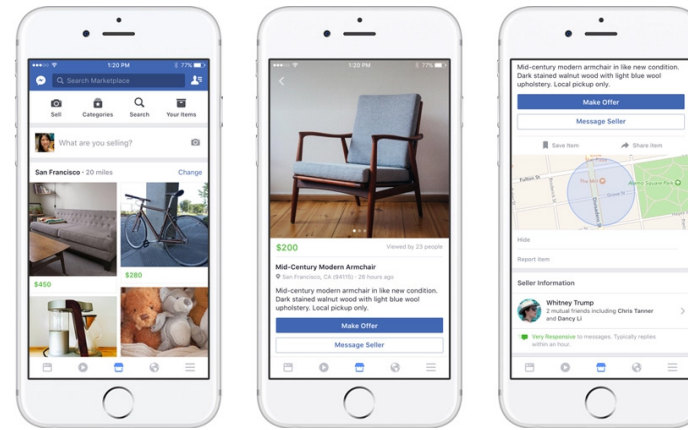 1:20 PM
77%
Search Marketplace
Sell
Categories
Search
Your Items
What are you selling?
San Francisco · 20 miles
Change
$450
$280
1:20 PM
77%
$200
Viewed by 23 people
Mid-Century Modern Armchair
San Francisco, CA (94115) · 26 hours ago
Mid-century modern armchair in like new condition.
Dark stained walnut wood with light blue wool
upholstery. Local pickup only.
Make Offer
Message Seller
Mid-century modern armchair in like new condition.
Dark stained walnut wood with light blue wool
upholstery. Local pickup only.
Make Offer
Message Seller
Save Item
Share Item
Fulton St
The Mill
Alamo Square Park
Divisadero St
Hide
Report Item
Seller Information
Whitney Trump
2 mutual friends including Chris Tanner
and Dancy Li
Very Responsive to messages. Typically replies
within an hour.